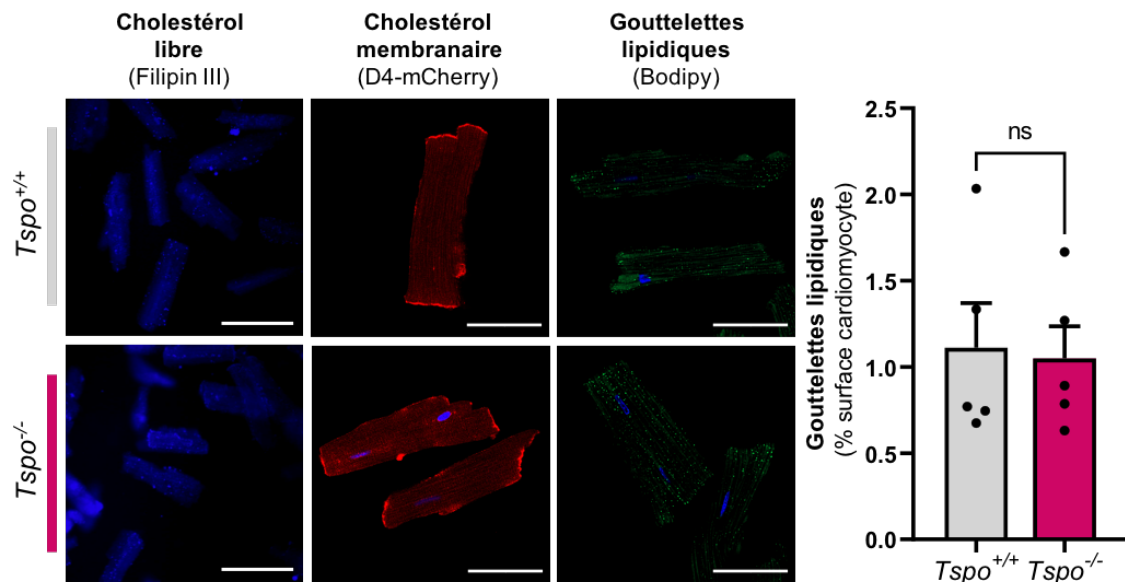 Cholestérol
libre
(Filipin III)
Cholestérol
membranaire
(D4-mCherry)
Gouttelettes
lipidiques
(Bodipy)
Tspo+/+
Tspo-/-
Gouttelettes lipidiques
(% surface cardiomyocyte)
2.5
2.0
1.5
1.0
0.5
0.0
ns
Tspo+/+ Tspo-/-